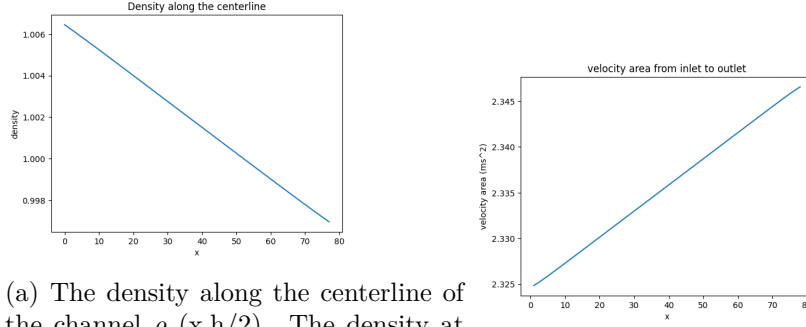 Density along the centerline
1.006
1.004
1.002
1.000
0.998
density
0 10 20 30 40 50 60 70 80
x
velocity area from inlet to outlet
2.345
2.340
2.335
2.330
2.325
velocity area (ms^2)
0 10 20 30 40 50 60 70
x
(a) The density along the centerline of
the channel ρ (x,h/2). The density at